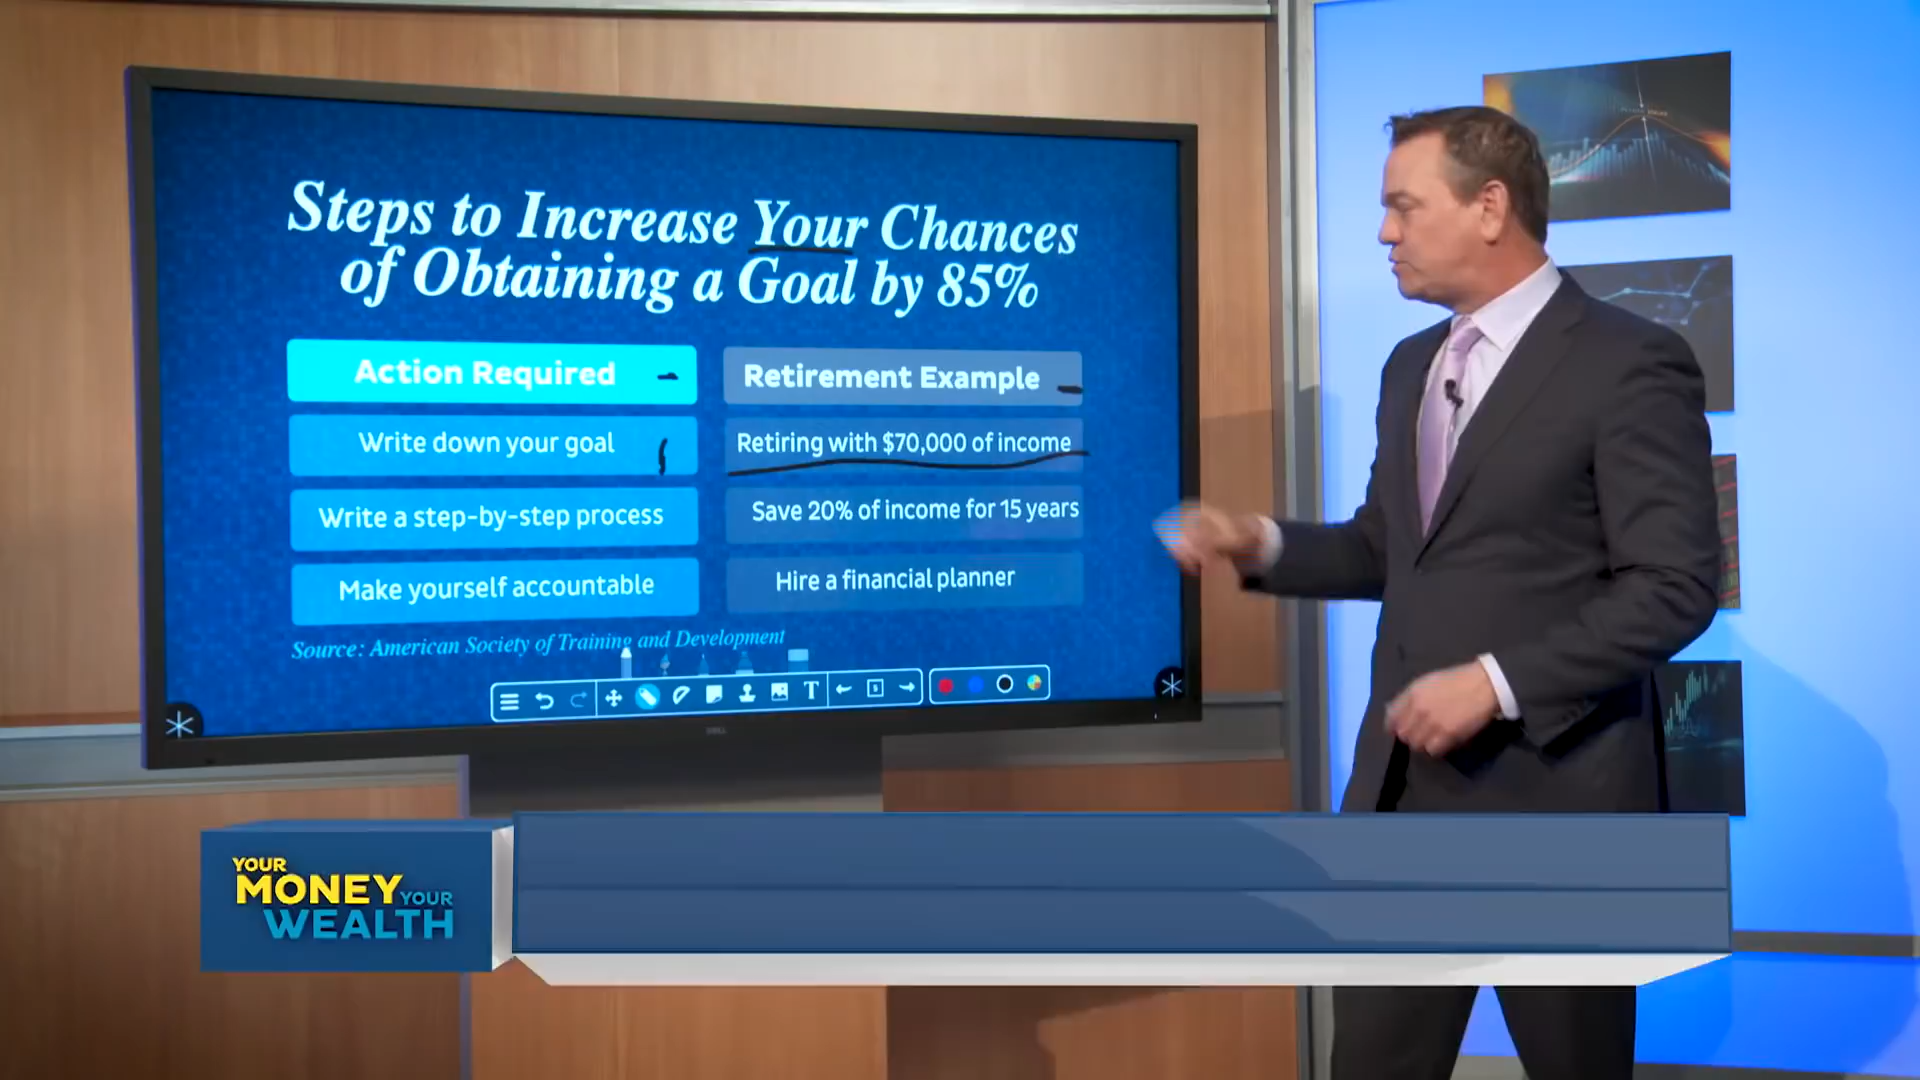 Steps to Increase Your Chances
of Obtaining a Goal by 85%
Action Required
Retirement Example
Write down your goal
Retiring with $70,000 of income
Write a step-by-step process
Save 20% of income for 15 years
Make yourself accountable
Hire a financial planner
Source: American Society of Training and Development
T
DELL
YOUR
MONEY YOUR
WEALTH